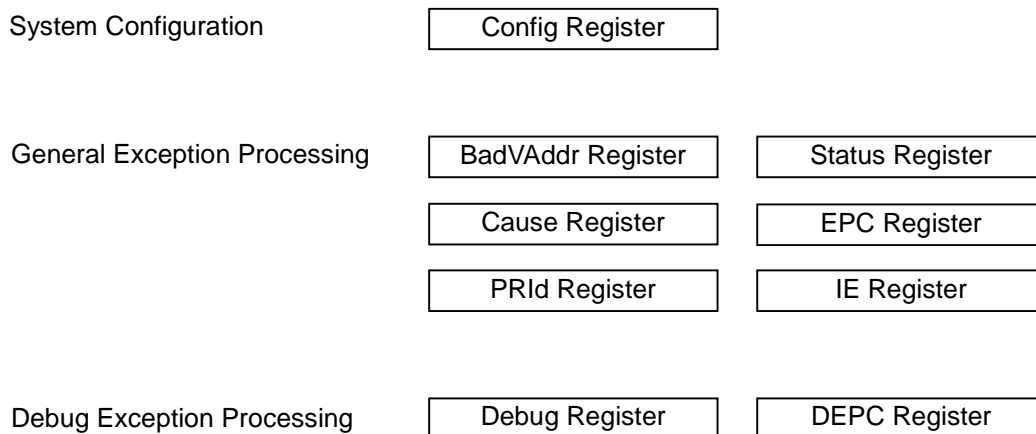 System Configuration Config Register
General Exception Processing BadVAddr Register Status Register
Cause Register EPC Register
PRId Register IE Register
Debug Exception Processing Debug Register DEPC Register